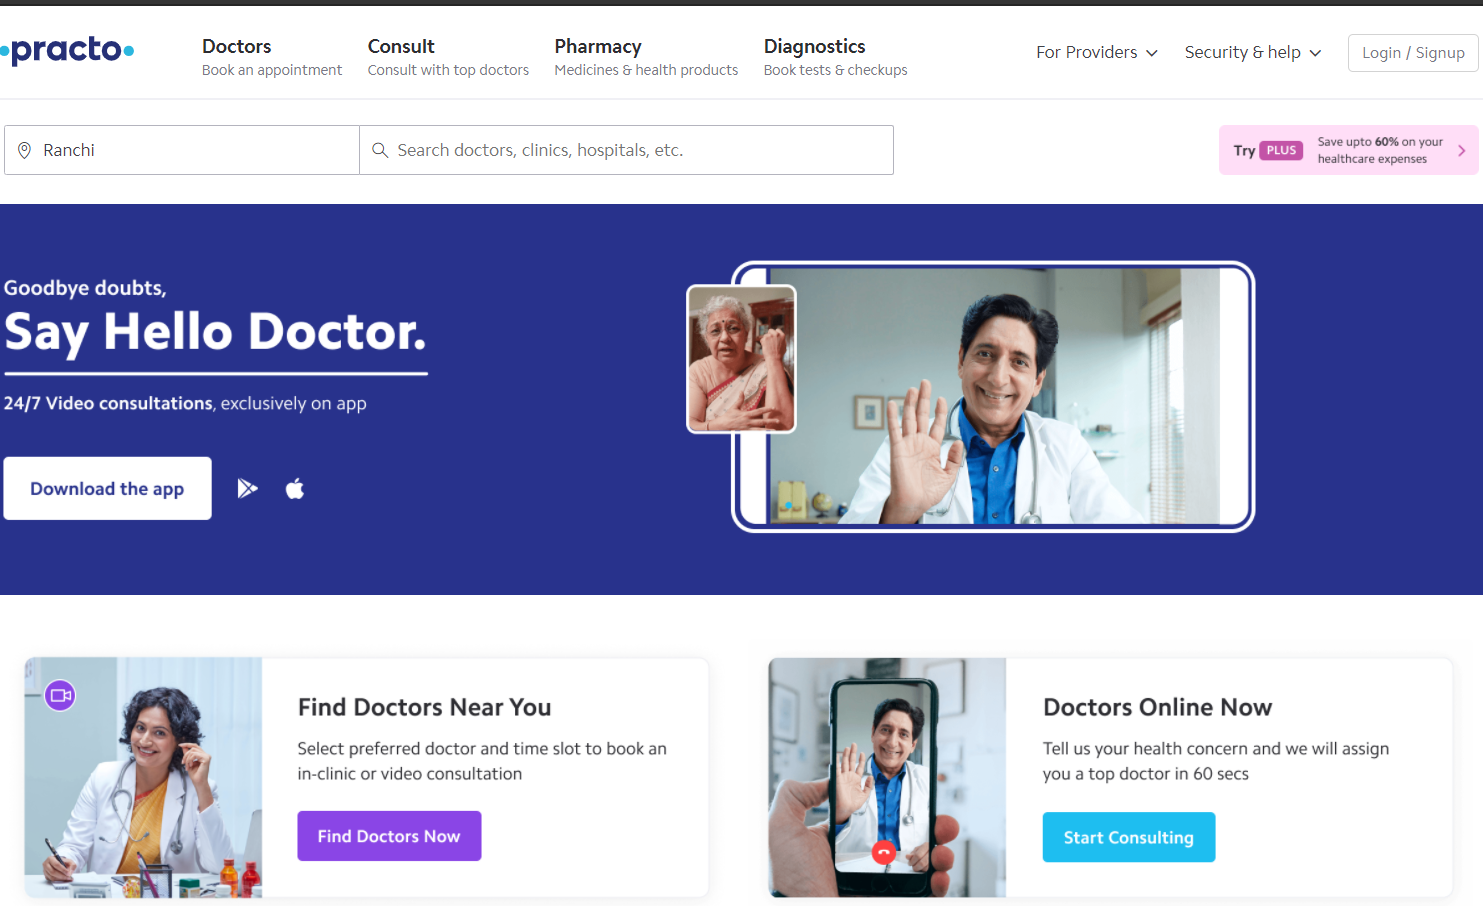 practo
Doctors
Book an appointment
Consult
Consult with top doctors
Pharmacy
Medicines & health products
Diagnostics
Book tests & checkups
For Providers
Security & help
Login / Signup
Ranchi
Search doctors, clinics, hospitals, etc.
Try PLUS
Save upto 60% on your
healthcare expenses
Goodbye doubts,
Say Hello Doctor.
24/7 Video consultations, exclusively on app
Download the app
Find Doctors Near You
Select preferred doctor and time slot to book an
in-clinic or video consultation
Find Doctors Now
Doctors Online Now
Tell us your health concern and we will assign
you a top doctor in 60 secs
Start Consulting